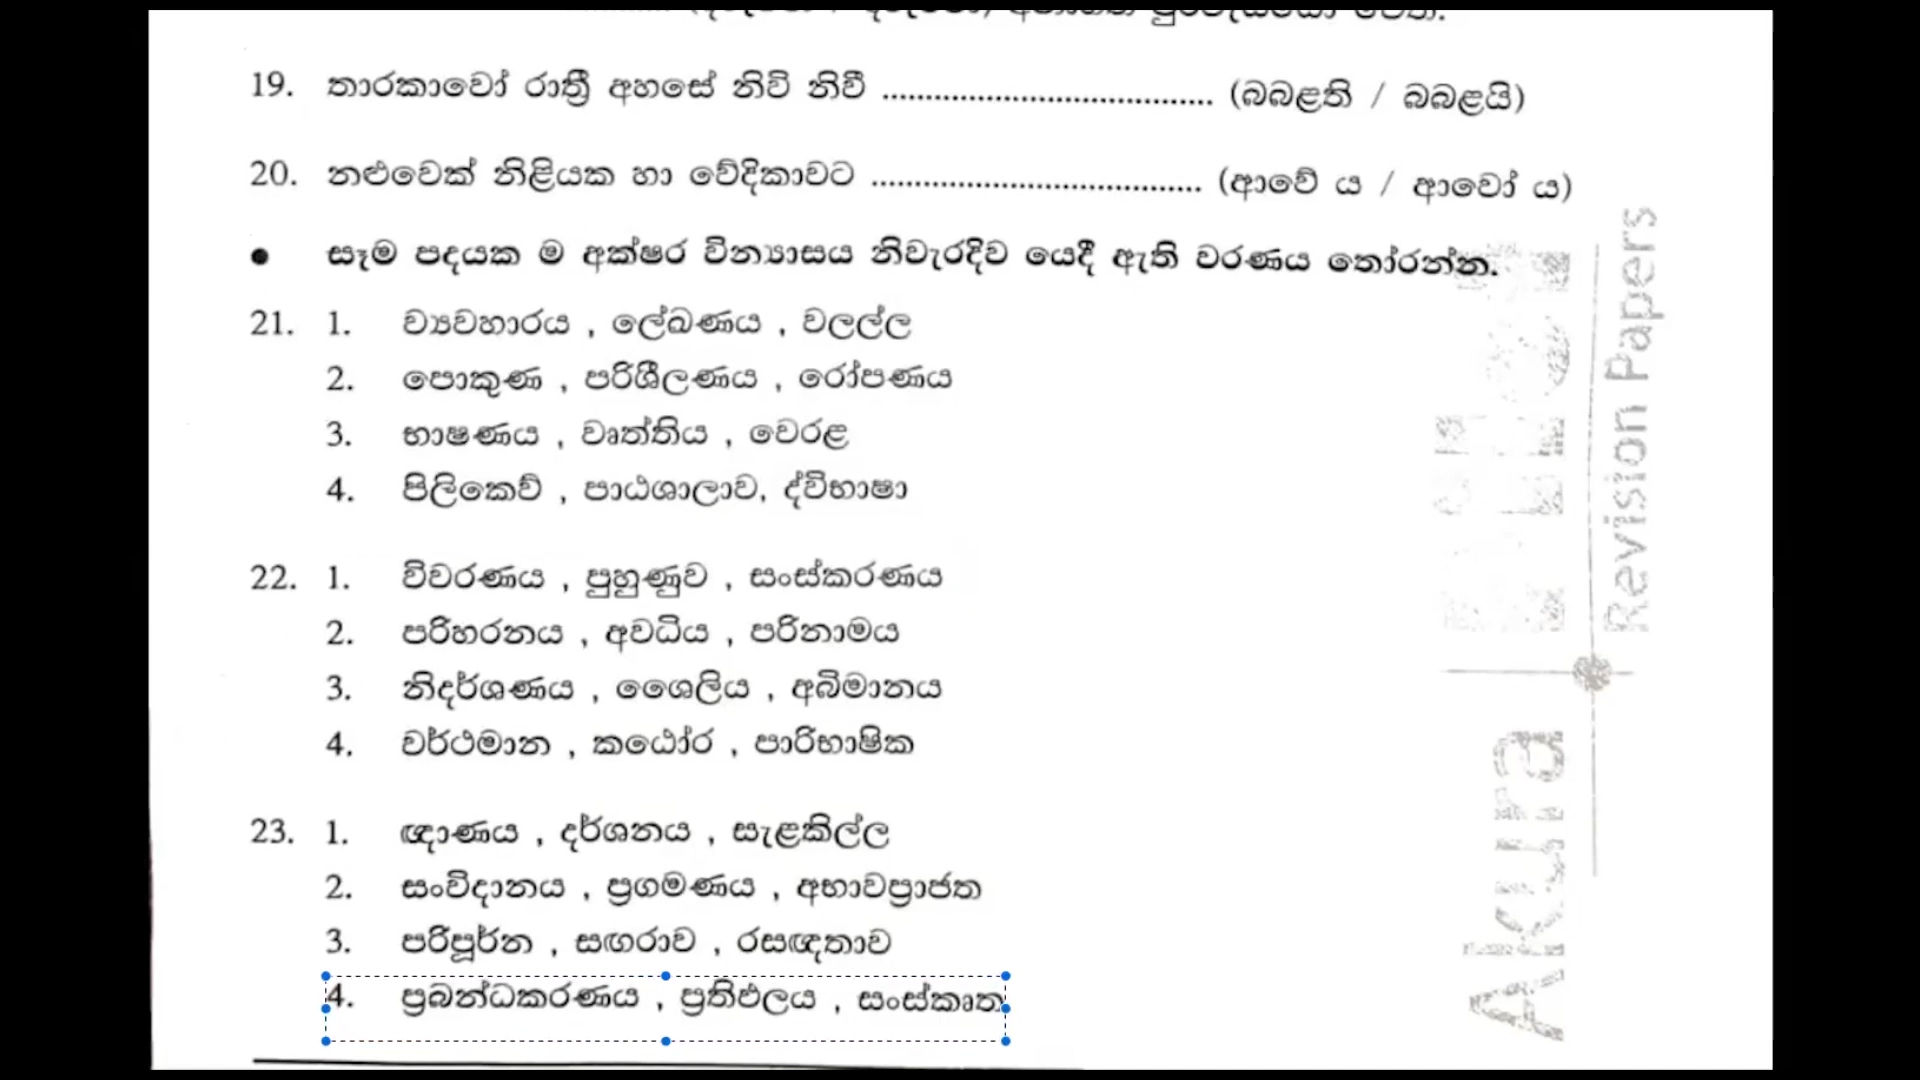 19. තාරකාවෝ රාත්‍රී අහසේ නිවි නිවී ...................................... (බබළති / බබළයි)
20. නළුවෙක් නිළියක හා වේදිකාවට ...................................... (ආවේ ය / ආවෝ ය)
● සෑම පදයක ම අක්ෂර වින්‍යාසය නිවැරදිව යෙදී ඇති වරණය තෝරන්න.
21. 1. ව්‍යවහාරය , ලේඛණය , වලල්ල
2. පොකුණ , පරිශීලණය , රෝපණය
3. භාෂණය , වෘත්තිය , වෙරළ
4. පිලිකෙව් , පාඨශාලාව, ද්විභාෂා
22. 1. විවරණය , පුහුණුව , සංස්කරණය
2. පරිහරනය , අවධිය , පරිනාමය
3. නිදර්ශණය , ශෛලිය , අබිමානය
4. වර්ථමාන , කඨෝර , පාරිභාෂික
23. 1. ඥාණය , දර්ශනය , සැළකිල්ල
2. සංවිදානය , ප්‍රගමණය , අභාවප්‍රාජත
3. පරිපූර්න , සඟරාව , රසඥතාව
4. ප්‍රබන්ධකරණය , ප්‍රතිඵලය , සංස්කෘත
Akura
Revision Papers